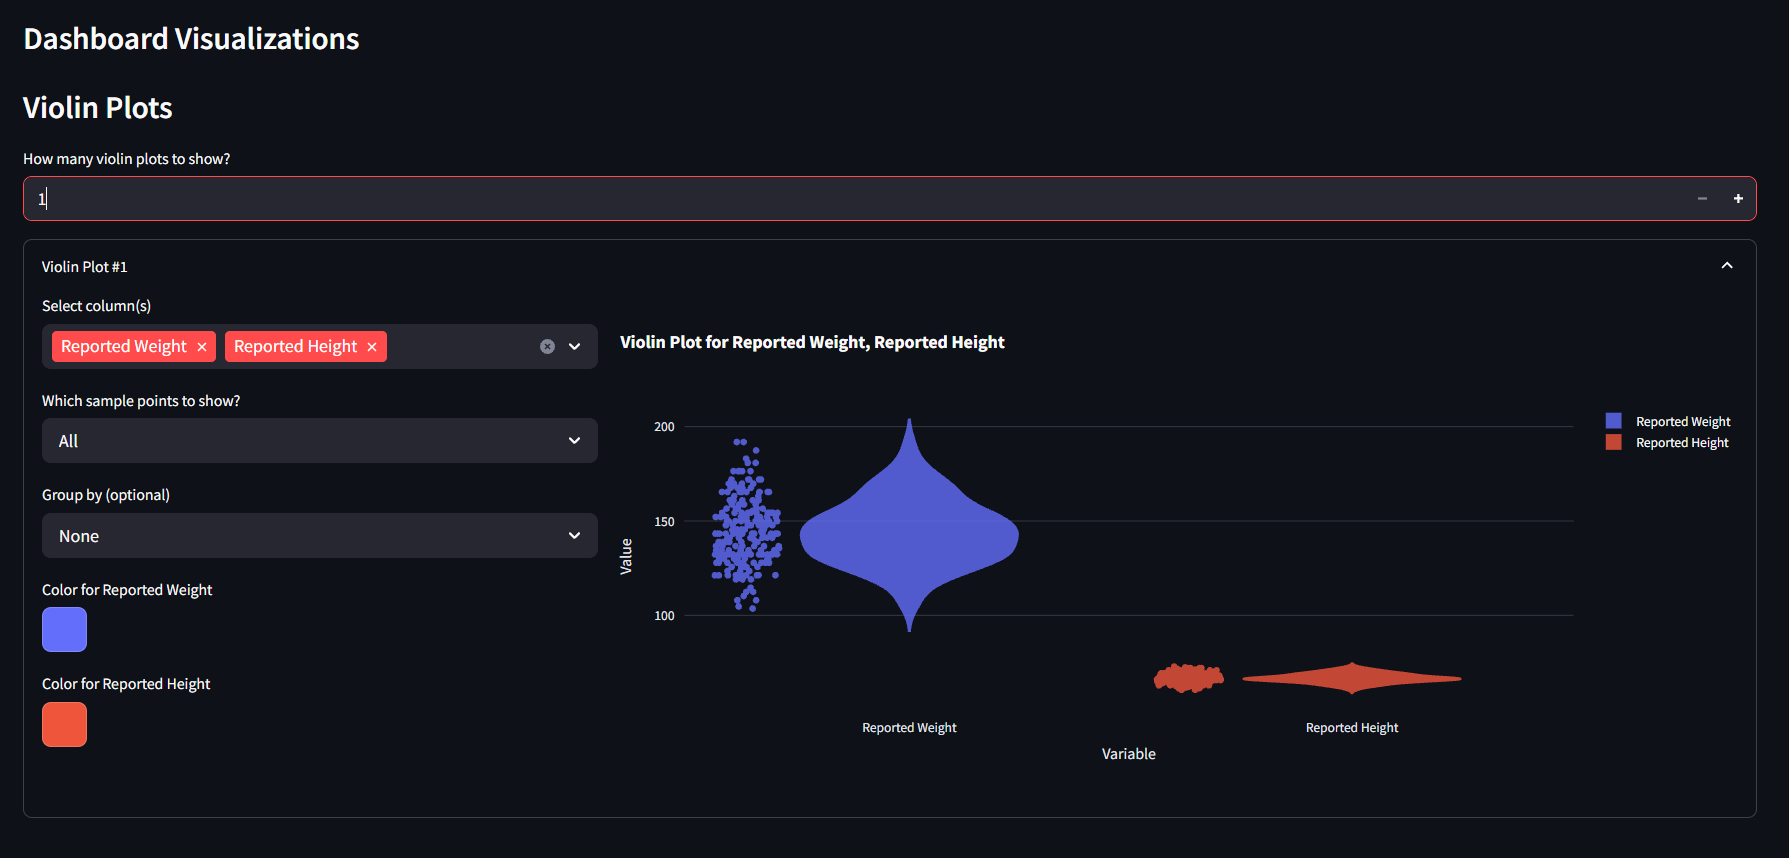 Dashboard Visualizations
Violin Plots
How many violin plots to show?
1
Violin Plot #1
Select column(s)
Reported Weight
Reported Height
Which sample points to show?
All
Group by (optional)
None
Color for Reported Weight
Color for Reported Height
Violin Plot for Reported Weight, Reported Height
200
150
100
Value
Reported Weight
Reported Height
Variable
Reported Weight
Reported Height